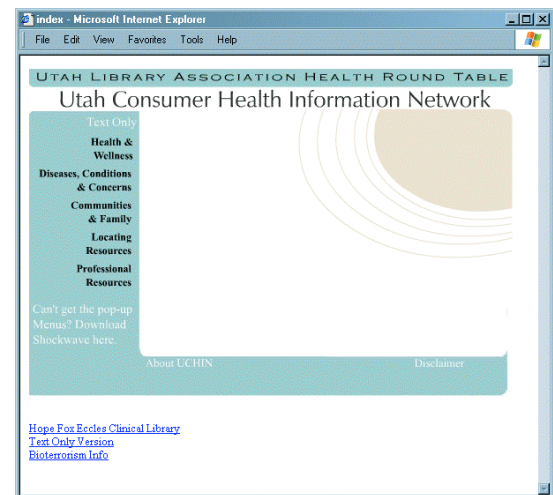 index - Microsoft Internet Explorer
File Edit View Favorites Tools Help
UTAH LIBRARY ASSOCIATION HEALTH ROUND TABLE
Utah Consumer Health Information Network
Text Only
Health &
Wellness
Diseases, Conditions
& Concerns
Communities
& Family
Locating
Resources
Professional
Resources
Can't get the pop-up
Menus? Download
Shockwave here.
About UCHIN Disclaimer
Hope Fox Eccles Clinical Library
Text Only Version
Bioterrorism Info